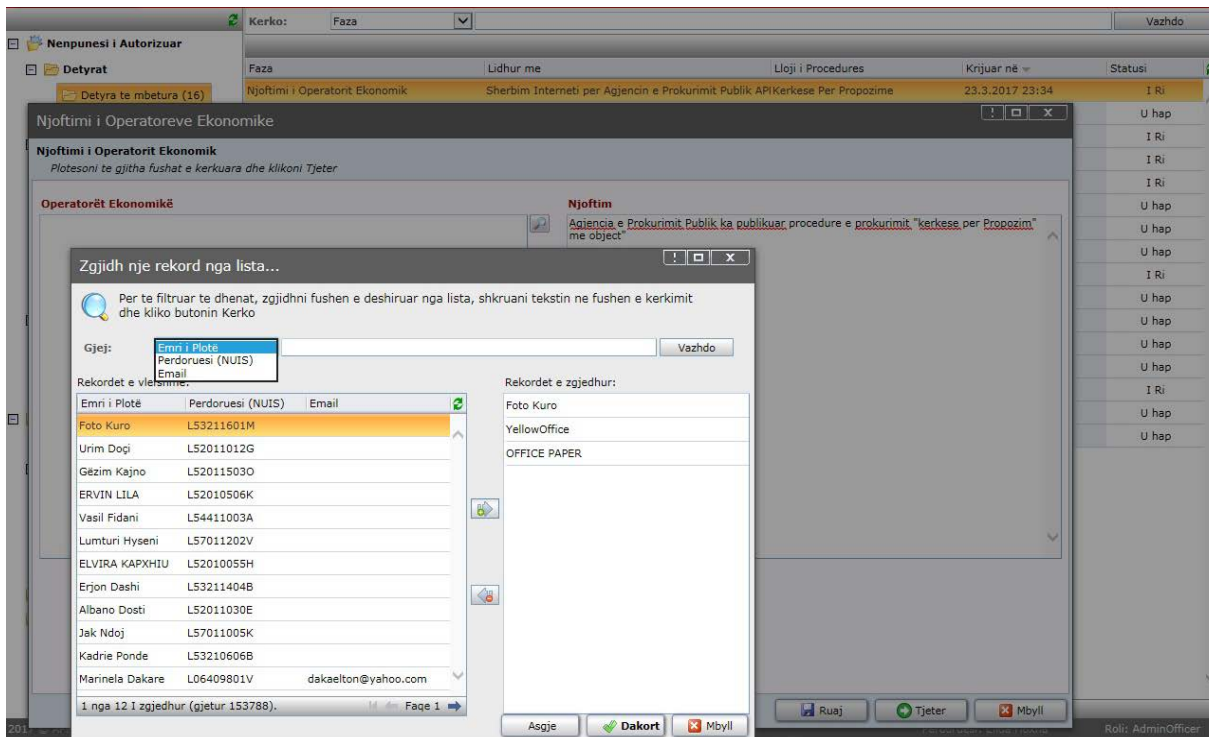 Kerko: Faza Vazhdo
Nenpunesi i Autorizuar
Detyrat
Detyra te mbetura (16)
Faza Lidhur me Lloji i Procedures Krijuar në Statusi
Njoftimi i Operatorit Ekonomik Sherbim Interneti per Agjencin e Prokurimit Publik API Kerkese Per Propozime 23.3.2017 23:34 I Ri
Njoftimi i Operatoreve Ekonomike
U hap
I Ri
I Ri
I Ri
U hap
U hap
U hap
I Ri
U hap
U hap
U hap
U hap
I Ri
U hap
U hap
Njoftimi i Operatorit Ekonomik
Plotesoni te gjitha fushat e kerkuara dhe klikoni Tjeter
Operatorët Ekonomikë
Njoftim
Agjencia e Prokurimit Publik ka publikuar procedure e prokurimit "kerkese per Propozim"
me object"
Zgjidh nje rekord nga lista...
Per te filtruar te dhenat, zgjidhni fushen e deshiruar nga lista, shkruani tekstin ne fushen e kerkimit
dhe kliko butonin Kerko
Gjej: Emri i Plotë Vazhdo
Perdoruesi (NUIS)
Email
Rekordet e vlershme:
Emri i Plotë Perdoruesi (NUIS) Email
Foto Kuro L53211601M
Urim Doçi L52011012G
Gëzim Kajno L52011503O
ERVIN LILA L52010506K
Vasil Fidani L54411003A
Lumturi Hyseni L57011202V
ELVIRA KAPXHIU L52010055H
Erjon Dashi L53211404B
Albano Dosti L52011030E
Jak Ndoj L57011005K
Kadrie Ponde L53210606B
Marinela Dakare L06409801V dakaelton@yahoo.com
1 nga 12 I zgjedhur (gjetur 153788). Faqe 1
Rekordet e zgjedhur:
Foto Kuro
YellowOffice
OFFICE PAPER
Asgje Dakort Mbyll
Ruaj Tjeter Mbyll
Roli: AdminOfficer